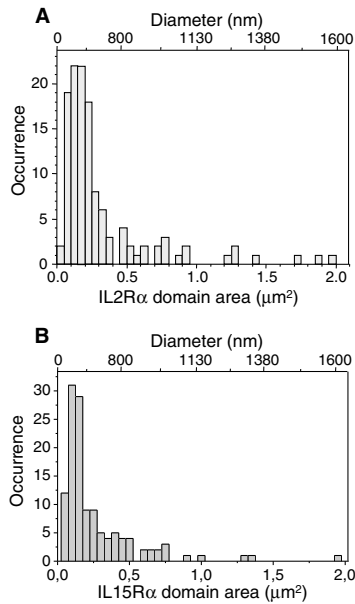 A
Diameter (nm)
0 800 1130 1380 1600
Occurrence
20
15
10
5
0
0.0 0.5 1.0 1.5 2.0
IL2Rα domain area (μm²)
B
Diameter (nm)
0 800 1130 1380 1600
Occurrence
30
25
20
15
10
5
0
0,0 0,5 1,0 1,5 2,0
IL15Rα domain area (μm²)